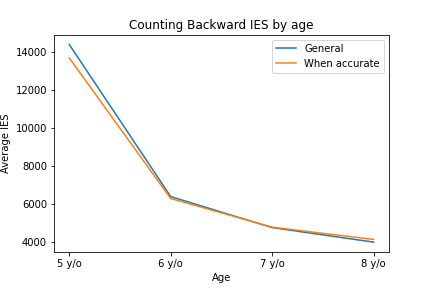 Counting Backward IES by age
General
When accurate
Average IES
14000
12000
10000
8000
6000
4000
5 y/o 6 y/o 7 y/o 8 y/o
Age